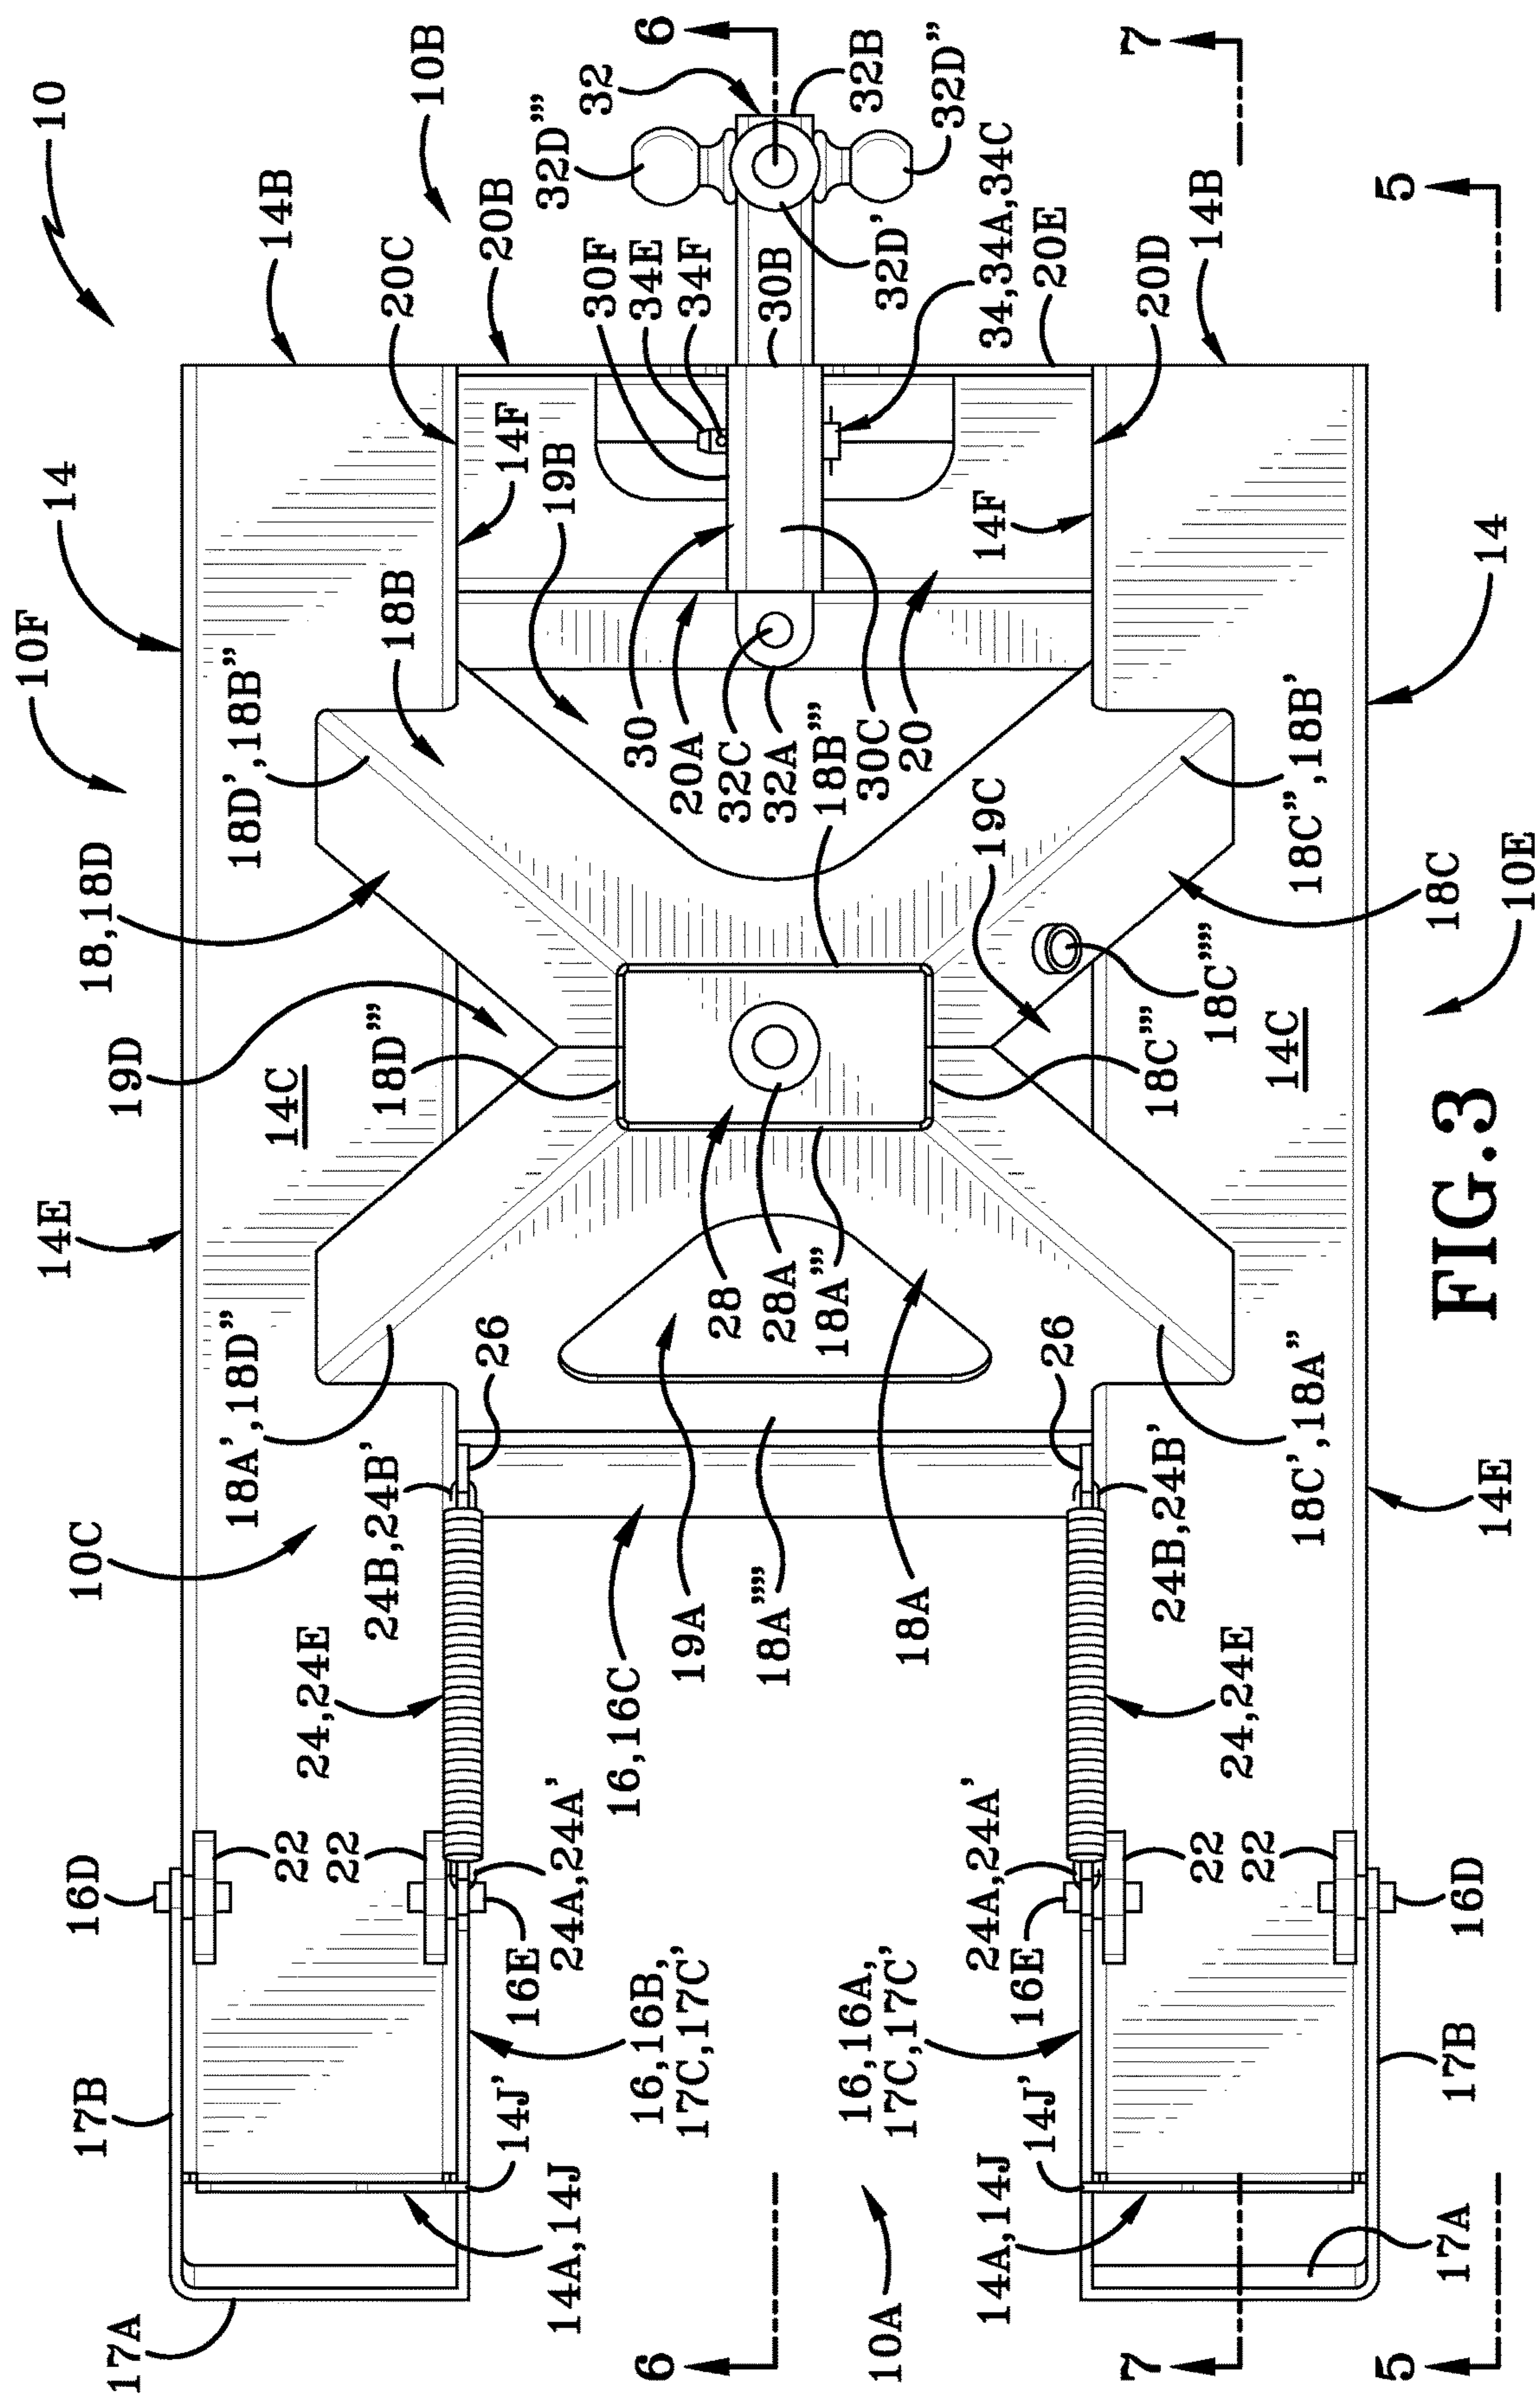 10
10F
14
14B
10B
20C
20B
14F
19B
18B
18D',18B"
18,18D
19D
14C
18D'''
14E
18A',18D"
10C
24B,24B'
26
24,24E
22
22
16D
17B
17A
24A,24A'
16E
16,16B,
17C,17C'
14J'
14A,14J
6
32
32D'''
32B
32D"
32D'
30F
34E
34F
30B
34,34A,34C
20E
20D
14B
7
5
14F
30
20A
32C
32A
18B'''
30C
20
19C
18C",18B'
18C
10E
14
18C''''
18C'''
14C
28
28A
18A'''
19A
18A''''
18A
16,16C
26
24B,24B'
18C',18A"
14E
24,24E
24A,24A'
22
22
16D
16E
16,16A,
17C,17C'
14J'
14A,14J
17B
17A
10A
6
7
5
FIG.3